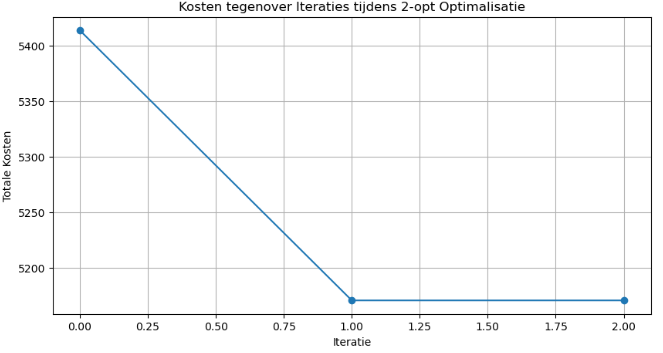 Kosten tegenover Iteraties tijdens 2-opt Optimalisatie
5400
5350
5300
5250
5200
Totale Kosten
0.00 0.25 0.50 0.75 1.00 1.25 1.50 1.75 2.00
Iteratie